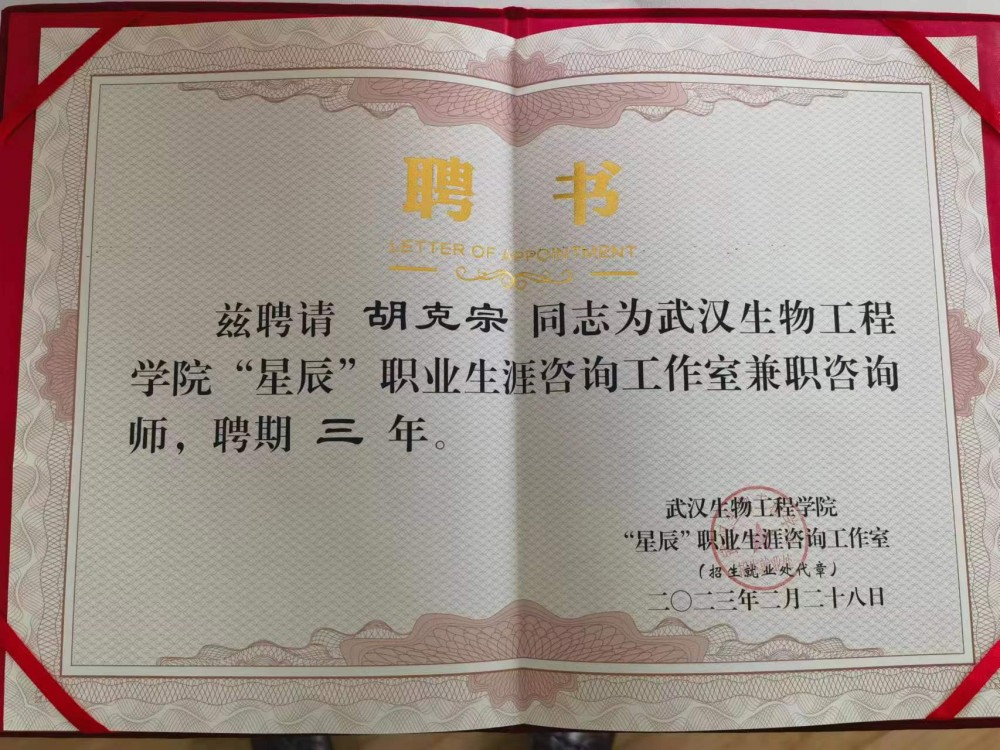 聘书
LETTER OF APPOINTMENT
兹聘请 胡克宗 同志为武汉生物工程
学院“星辰”职业生涯咨询工作室兼职咨询
师，聘期 三 年。
武汉生物工程学院
“星辰”职业生涯咨询工作室
（招生就业处代章）
二〇二三年二月二十八日